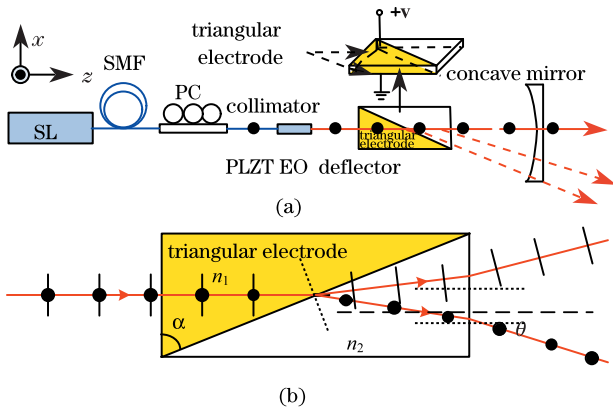 +v
triangular
electrode
x
SMF
z
concave mirror
PC
collimator
SL
triangular
electrode
PLZT EO deflector
(a)
triangular electrode
n1
α
θ
n2
(b)